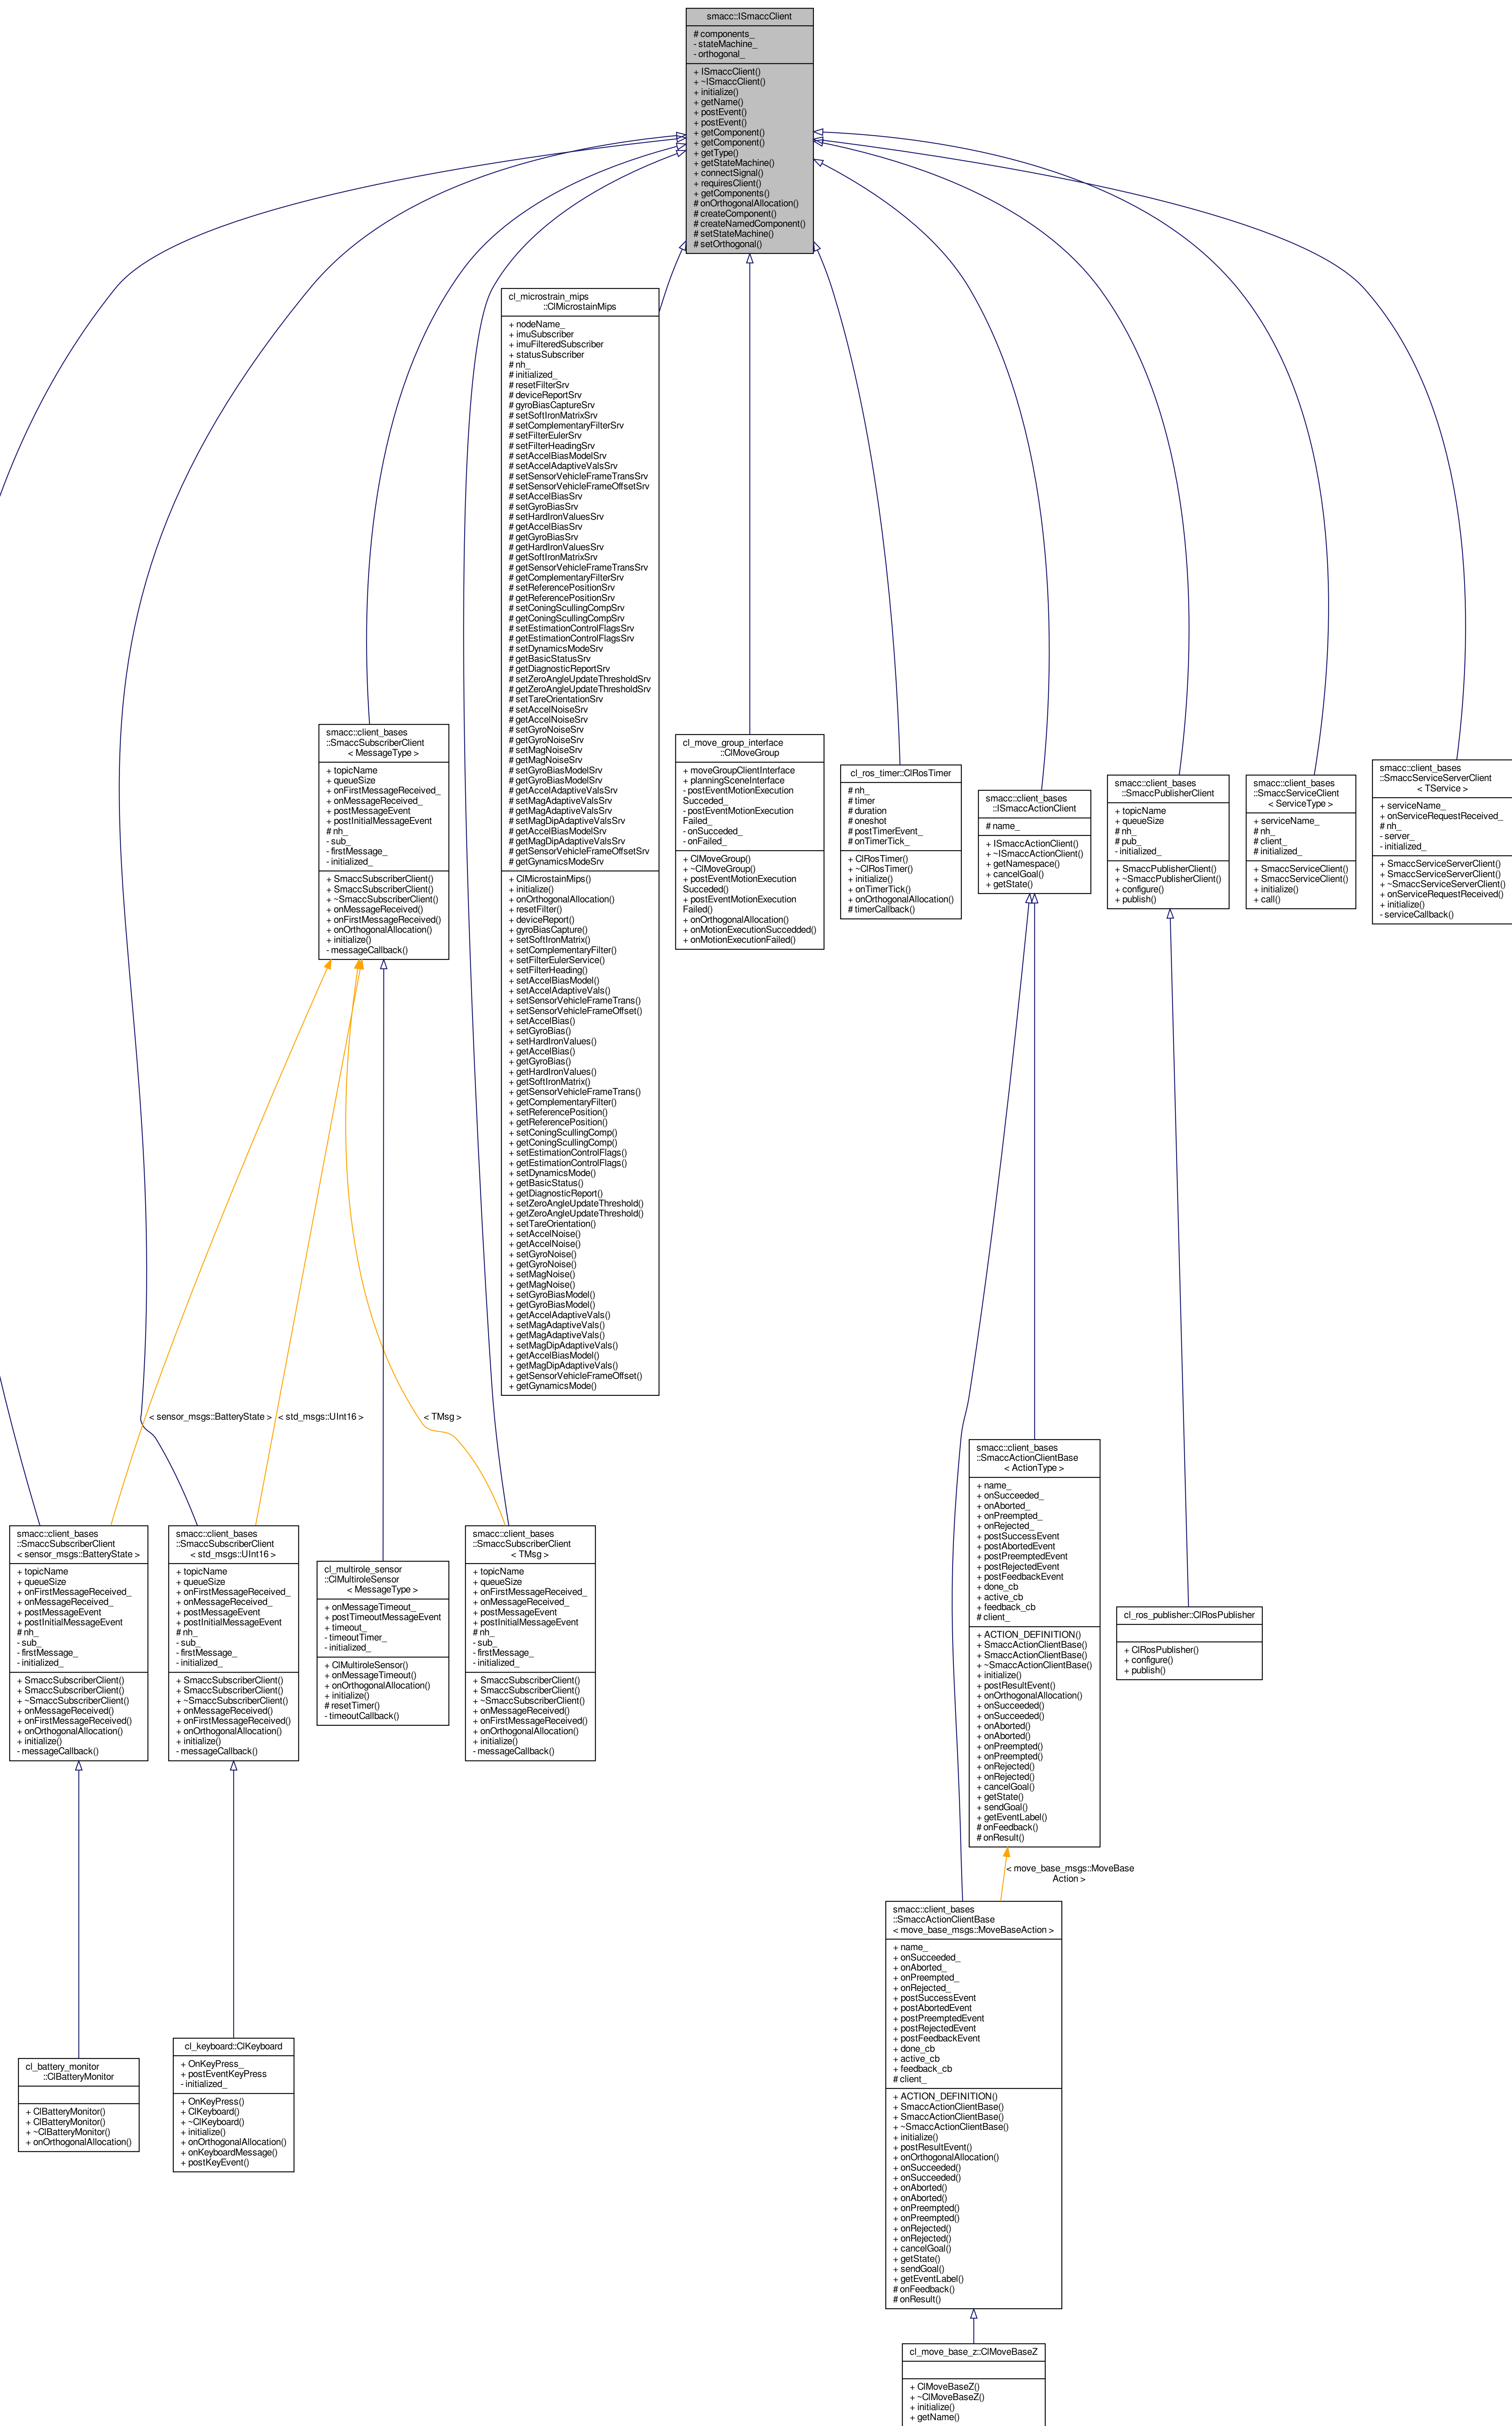 smacc::ISmaccClient
# components_
- stateMachine_
- orthogonal_
+ ISmaccClient()
+ ~ISmaccClient()
+ initialize()
+ getName()
+ postEvent()
+ postEvent()
+ getComponent()
+ getComponent()
+ getType()
+ getStateMachine()
+ connectSignal()
+ requiresClient()
+ getComponents()
# onOrthogonalAllocation()
# createComponent()
# createNamedComponent()
# setStateMachine()
# setOrthogonal()
cl_microstrain_mips
::ClMicrostainMips
+ nodeName_
+ imuSubscriber
+ imuFilteredSubscriber
+ statusSubscriber
# nh_
# initialized_
# resetFilterSrv
# deviceReportSrv
# gyroBiasCaptureSrv
# setSoftIronMatrixSrv
# setComplementaryFilterSrv
# setFilterEulerSrv
# setFilterHeadingSrv
# setAccelBiasModelSrv
# setAccelAdaptiveValsSrv
# setSensorVehicleFrameTransSrv
# setSensorVehicleFrameOffsetSrv
# setAccelBiasSrv
# setGyroBiasSrv
# setHardIronValuesSrv
# getAccelBiasSrv
# getGyroBiasSrv
# getHardIronValuesSrv
# getSoftIronMatrixSrv
# getSensorVehicleFrameTransSrv
# getComplementaryFilterSrv
# setReferencePositionSrv
# getReferencePositionSrv
# setConingScullingCompSrv
# getConingScullingCompSrv
# setEstimationControlFlagsSrv
# getEstimationControlFlagsSrv
# setDynamicsModeSrv
# getBasicStatusSrv
# getDiagnosticReportSrv
# setZeroAngleUpdateThresholdSrv
# getZeroAngleUpdateThresholdSrv
# setTareOrientationSrv
# setAccelNoiseSrv
# getAccelNoiseSrv
# setGyroNoiseSrv
# getGyroNoiseSrv
# setMagNoiseSrv
# getMagNoiseSrv
# setGyroBiasModelSrv
# getGyroBiasModelSrv
# getAccelAdaptiveValsSrv
# setMagAdaptiveValsSrv
# getMagAdaptiveValsSrv
# setMagDipAdaptiveValsSrv
# getAccelBiasModelSrv
# getMagDipAdaptiveValsSrv
# getSensorVehicleFrameOffsetSrv
# getGynamicsModeSrv
+ ClMicrostainMips()
+ initialize()
+ onOrthogonalAllocation()
+ resetFilter()
+ deviceReport()
+ gyroBiasCapture()
+ setSoftIronMatrix()
+ setComplementaryFilter()
+ setFilterEulerService()
+ setFilterHeading()
+ setAccelBiasModel()
+ setAccelAdaptiveVals()
+ setSensorVehicleFrameTrans()
+ setSensorVehicleFrameOffset()
+ setAccelBias()
+ setGyroBias()
+ setHardIronValues()
+ getAccelBias()
+ getGyroBias()
+ getHardIronValues()
+ getSoftIronMatrix()
+ getSensorVehicleFrameTrans()
+ getComplementaryFilter()
+ setReferencePosition()
+ getReferencePosition()
+ setConingScullingComp()
+ getConingScullingComp()
+ setEstimationControlFlags()
+ getEstimationControlFlags()
+ setDynamicsMode()
+ getBasicStatus()
+ getDiagnosticReport()
+ setZeroAngleUpdateThreshold()
+ getZeroAngleUpdateThreshold()
+ setTareOrientation()
+ setAccelNoise()
+ getAccelNoise()
+ setGyroNoise()
+ getGyroNoise()
+ setMagNoise()
+ getMagNoise()
+ setGyroBiasModel()
+ getGyroBiasModel()
+ getAccelAdaptiveVals()
+ setMagAdaptiveVals()
+ getMagAdaptiveVals()
+ setMagDipAdaptiveVals()
+ getAccelBiasModel()
+ getMagDipAdaptiveVals()
+ getSensorVehicleFrameOffset()
+ getGynamicsMode()
smacc::client_bases
::SmaccSubscriberClient
< MessageType >
+ topicName
+ queueSize
+ onFirstMessageReceived_
+ onMessageReceived_
+ postMessageEvent
+ postInitialMessageEvent
# nh_
- sub_
- firstMessage_
- initialized_
+ SmaccSubscriberClient()
+ SmaccSubscriberClient()
+ ~SmaccSubscriberClient()
+ onMessageReceived()
+ onFirstMessageReceived()
+ onOrthogonalAllocation()
+ initialize()
- messageCallback()
cl_move_group_interface
::ClMoveGroup
+ moveGroupClientInterface
+ planningSceneInterface
- postEventMotionExecution
Succeded_
- postEventMotionExecution
Failed_
- onSucceded_
- onFailed_
+ ClMoveGroup()
+ ~ClMoveGroup()
+ postEventMotionExecution
Succeded()
+ postEventMotionExecution
Failed()
+ onOrthogonalAllocation()
+ onMotionExecutionSuccedded()
+ onMotionExecutionFailed()
cl_ros_timer::ClRosTimer
# nh_
# timer
# duration
# oneshot
# postTimerEvent_
# onTimerTick_
+ ClRosTimer()
+ ~ClRosTimer()
+ initialize()
+ onTimerTick()
+ onOrthogonalAllocation()
# timerCallback()
smacc::client_bases
::ISmaccActionClient
# name_
+ ISmaccActionClient()
+ ~ISmaccActionClient()
+ getNamespace()
+ cancelGoal()
+ getState()
smacc::client_bases
::SmaccPublisherClient
+ topicName
+ queueSize
# nh_
# pub_
- initialized_
+ SmaccPublisherClient()
+ ~SmaccPublisherClient()
+ configure()
+ publish()
smacc::client_bases
::SmaccServiceClient
< ServiceType >
+ serviceName_
# nh_
# client_
# initialized_
+ SmaccServiceClient()
+ SmaccServiceClient()
+ initialize()
+ call()
smacc::client_bases
::SmaccServiceServerClient
< TService >
+ serviceName_
+ onServiceRequestReceived_
# nh_
- server_
- initialized_
+ SmaccServiceServerClient()
+ SmaccServiceServerClient()
+ ~SmaccServiceServerClient()
+ onServiceRequestReceived()
+ initialize()
- serviceCallback()
< sensor_msgs::BatteryState >
< std_msgs::UInt16 >
< TMsg >
smacc::client_bases
::SmaccSubscriberClient
< sensor_msgs::BatteryState >
+ topicName
+ queueSize
+ onFirstMessageReceived_
+ onMessageReceived_
+ postMessageEvent
+ postInitialMessageEvent
# nh_
- sub_
- firstMessage_
- initialized_
+ SmaccSubscriberClient()
+ SmaccSubscriberClient()
+ ~SmaccSubscriberClient()
+ onMessageReceived()
+ onFirstMessageReceived()
+ onOrthogonalAllocation()
+ initialize()
- messageCallback()
smacc::client_bases
::SmaccSubscriberClient
< std_msgs::UInt16 >
+ topicName
+ queueSize
+ onFirstMessageReceived_
+ onMessageReceived_
+ postMessageEvent
+ postInitialMessageEvent
# nh_
- sub_
- firstMessage_
- initialized_
+ SmaccSubscriberClient()
+ SmaccSubscriberClient()
+ ~SmaccSubscriberClient()
+ onMessageReceived()
+ onFirstMessageReceived()
+ onOrthogonalAllocation()
+ initialize()
- messageCallback()
cl_multirole_sensor
::ClMultiroleSensor
< MessageType >
+ onMessageTimeout_
+ postTimeoutMessageEvent
+ timeout_
- timeoutTimer_
- initialized_
+ ClMultiroleSensor()
+ onMessageTimeout()
+ onOrthogonalAllocation()
+ initialize()
# resetTimer()
- timeoutCallback()
smacc::client_bases
::SmaccSubscriberClient
< TMsg >
+ topicName
+ queueSize
+ onFirstMessageReceived_
+ onMessageReceived_
+ postMessageEvent
+ postInitialMessageEvent
# nh_
- sub_
- firstMessage_
- initialized_
+ SmaccSubscriberClient()
+ SmaccSubscriberClient()
+ ~SmaccSubscriberClient()
+ onMessageReceived()
+ onFirstMessageReceived()
+ onOrthogonalAllocation()
+ initialize()
- messageCallback()
smacc::client_bases
::SmaccActionClientBase
< ActionType >
+ name_
+ onSucceeded_
+ onAborted_
+ onPreempted_
+ onRejected_
+ postSuccessEvent
+ postAbortedEvent
+ postPreemptedEvent
+ postRejectedEvent
+ postFeedbackEvent
+ done_cb
+ active_cb
+ feedback_cb
# client_
+ ACTION_DEFINITION()
+ SmaccActionClientBase()
+ SmaccActionClientBase()
+ ~SmaccActionClientBase()
+ initialize()
+ postResultEvent()
+ onOrthogonalAllocation()
+ onSucceeded()
+ onSucceeded()
+ onAborted()
+ onAborted()
+ onPreempted()
+ onPreempted()
+ onRejected()
+ onRejected()
+ cancelGoal()
+ getState()
+ sendGoal()
+ getEventLabel()
# onFeedback()
# onResult()
cl_ros_publisher::ClRosPublisher
+ ClRosPublisher()
+ configure()
+ publish()
< move_base_msgs::MoveBase
Action >
smacc::client_bases
::SmaccActionClientBase
< move_base_msgs::MoveBaseAction >
+ name_
+ onSucceeded_
+ onAborted_
+ onPreempted_
+ onRejected_
+ postSuccessEvent
+ postAbortedEvent
+ postPreemptedEvent
+ postRejectedEvent
+ postFeedbackEvent
+ done_cb
+ active_cb
+ feedback_cb
# client_
+ ACTION_DEFINITION()
+ SmaccActionClientBase()
+ SmaccActionClientBase()
+ ~SmaccActionClientBase()
+ initialize()
+ postResultEvent()
+ onOrthogonalAllocation()
+ onSucceeded()
+ onSucceeded()
+ onAborted()
+ onAborted()
+ onPreempted()
+ onPreempted()
+ onRejected()
+ onRejected()
+ cancelGoal()
+ getState()
+ sendGoal()
+ getEventLabel()
# onFeedback()
# onResult()
cl_battery_monitor
::ClBatteryMonitor
+ ClBatteryMonitor()
+ ClBatteryMonitor()
+ ~ClBatteryMonitor()
+ onOrthogonalAllocation()
cl_keyboard::ClKeyboard
+ OnKeyPress_
+ postEventKeyPress
- initialized_
+ OnKeyPress()
+ ClKeyboard()
+ ~ClKeyboard()
+ initialize()
+ onOrthogonalAllocation()
+ onKeyboardMessage()
+ postKeyEvent()
cl_move_base_z::ClMoveBaseZ
+ ClMoveBaseZ()
+ ~ClMoveBaseZ()
+ initialize()
+ getName()